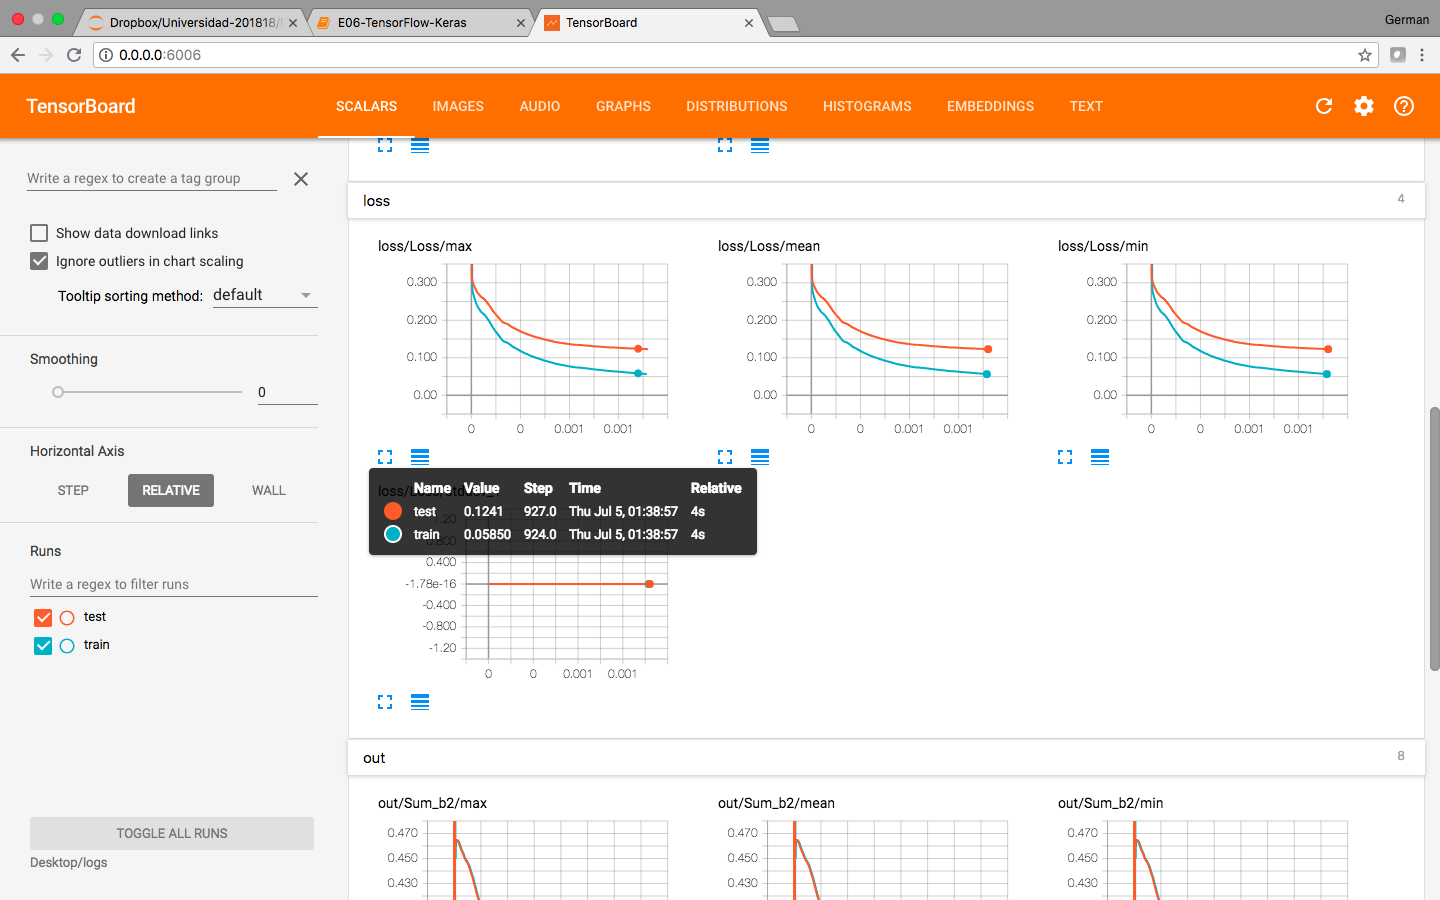 Dropbox/Universidad-201818/
E06-TensorFlow-Keras
TensorBoard
German
0.0.0.0:6006
TensorBoard
SCALARS IMAGES AUDIO GRAPHS DISTRIBUTIONS HISTOGRAMS EMBEDDINGS TEXT
Write a regex to create a tag group
Show data download links
Ignore outliers in chart scaling
Tooltip sorting method: default
Smoothing
0
Horizontal Axis
STEP RELATIVE WALL
Runs
Write a regex to filter runs
test
train
TOGGLE ALL RUNS
Desktop/logs
loss 4
loss/Loss/max
0.300
0.200
0.100
0.00
0 0 0.001 0.001
loss/Loss/mean
0.300
0.200
0.100
0.00
0 0 0.001 0.001
loss/Loss/min
0.300
0.200
0.100
0.00
0 0 0.001 0.001
Name Value Step Time Relative
test 0.1241 927.0 Thu Jul 5, 01:38:57 4s
train 0.05850 924.0 Thu Jul 5, 01:38:57 4s
1.20
0.400
-1.78e-16
-0.400
-0.800
-1.20
0 0 0.001 0.001
out 8
out/Sum_b2/max
0.470
0.450
0.430
out/Sum_b2/mean
0.470
0.450
0.430
out/Sum_b2/min
0.470
0.450
0.430